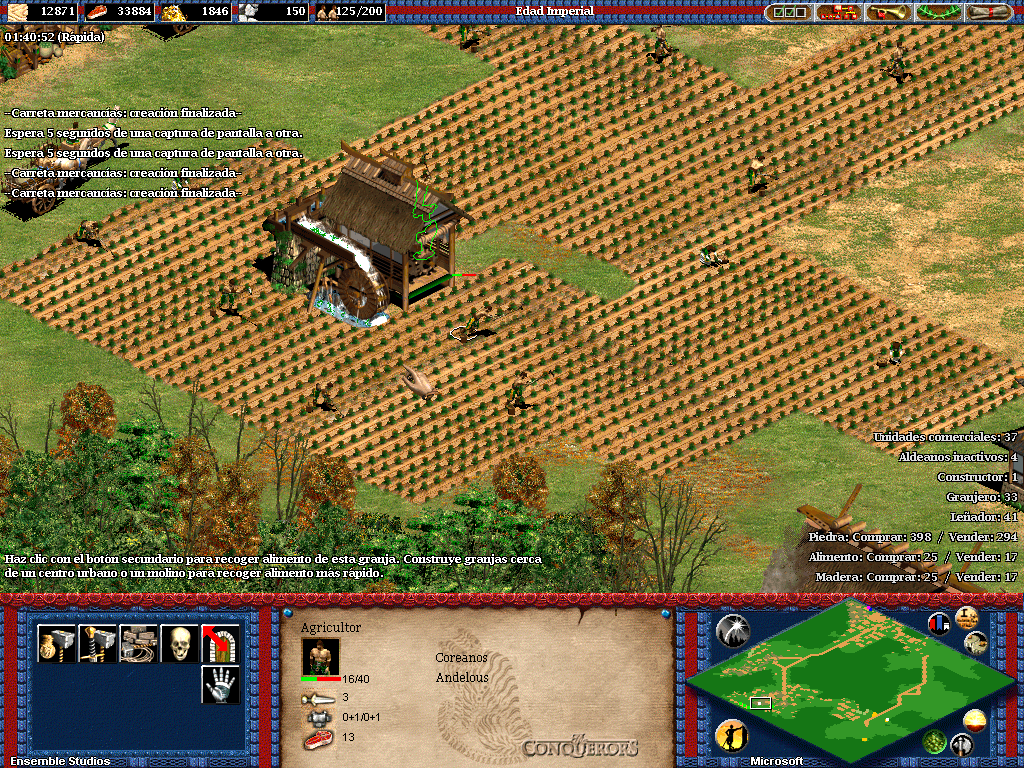 12871 33884 1846 150 125/200 Edad Imperial
01:40:52 (Rápida)
--Carreta mercancías: creación finalizada--
Espera 5 segundos de una captura de pantalla a otra.
Espera 5 segundos de una captura de pantalla a otra.
--Carreta mercancías: creación finalizada--
--Carreta mercancías: creación finalizada--
Unidades comerciales: 37
Aldeanos inactivos: 4
Constructor: 1
Granjero: 33
Leñador: 41
Piedra: Comprar: 398 / Vender: 294
Alimento: Comprar: 25 / Vender: 17
Madera: Comprar: 25 / Vender: 17
Haz clic con el botón secundario para recoger alimento de esta granja. Construye granjas cerca
de un centro urbano o un molino para recoger alimento más rápido.
Agricultor
Coreanos
Andelous
16/40
3
0+1/0+1
13
The CONQUERORS
Ensemble Studios
Microsoft